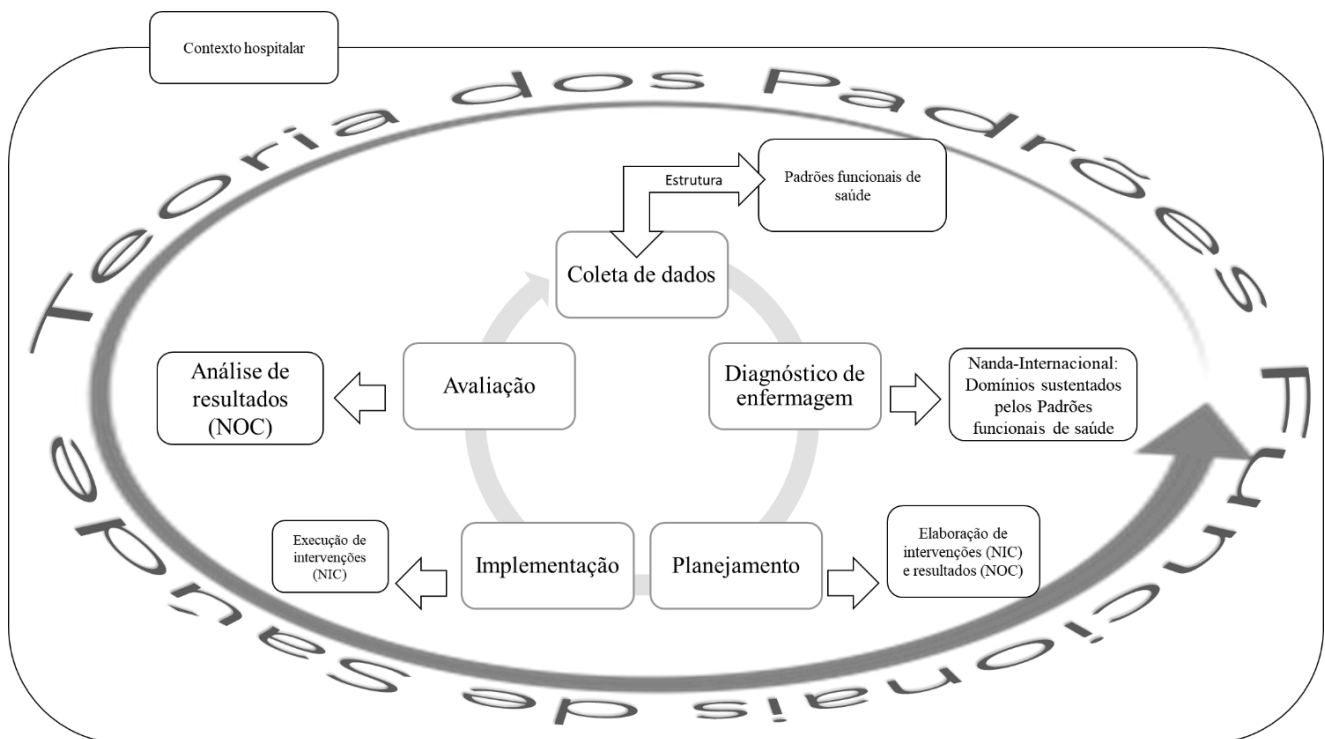 Contexto hospitalar
Teoria dos Padrões Funcionais de Saúde
Estrutura
Padrões funcionais de
saúde
Coleta de dados
Diagnóstico de
enfermagem
Nanda-Internacional:
Domínios sustentados
pelos Padrões
funcionais de saúde
Planejamento
Elaboração de
intervenções (NIC)
e resultados (NOC)
Implementação
Execução de
intervenções
(NIC)
Avaliação
Análise de
resultados
(NOC)